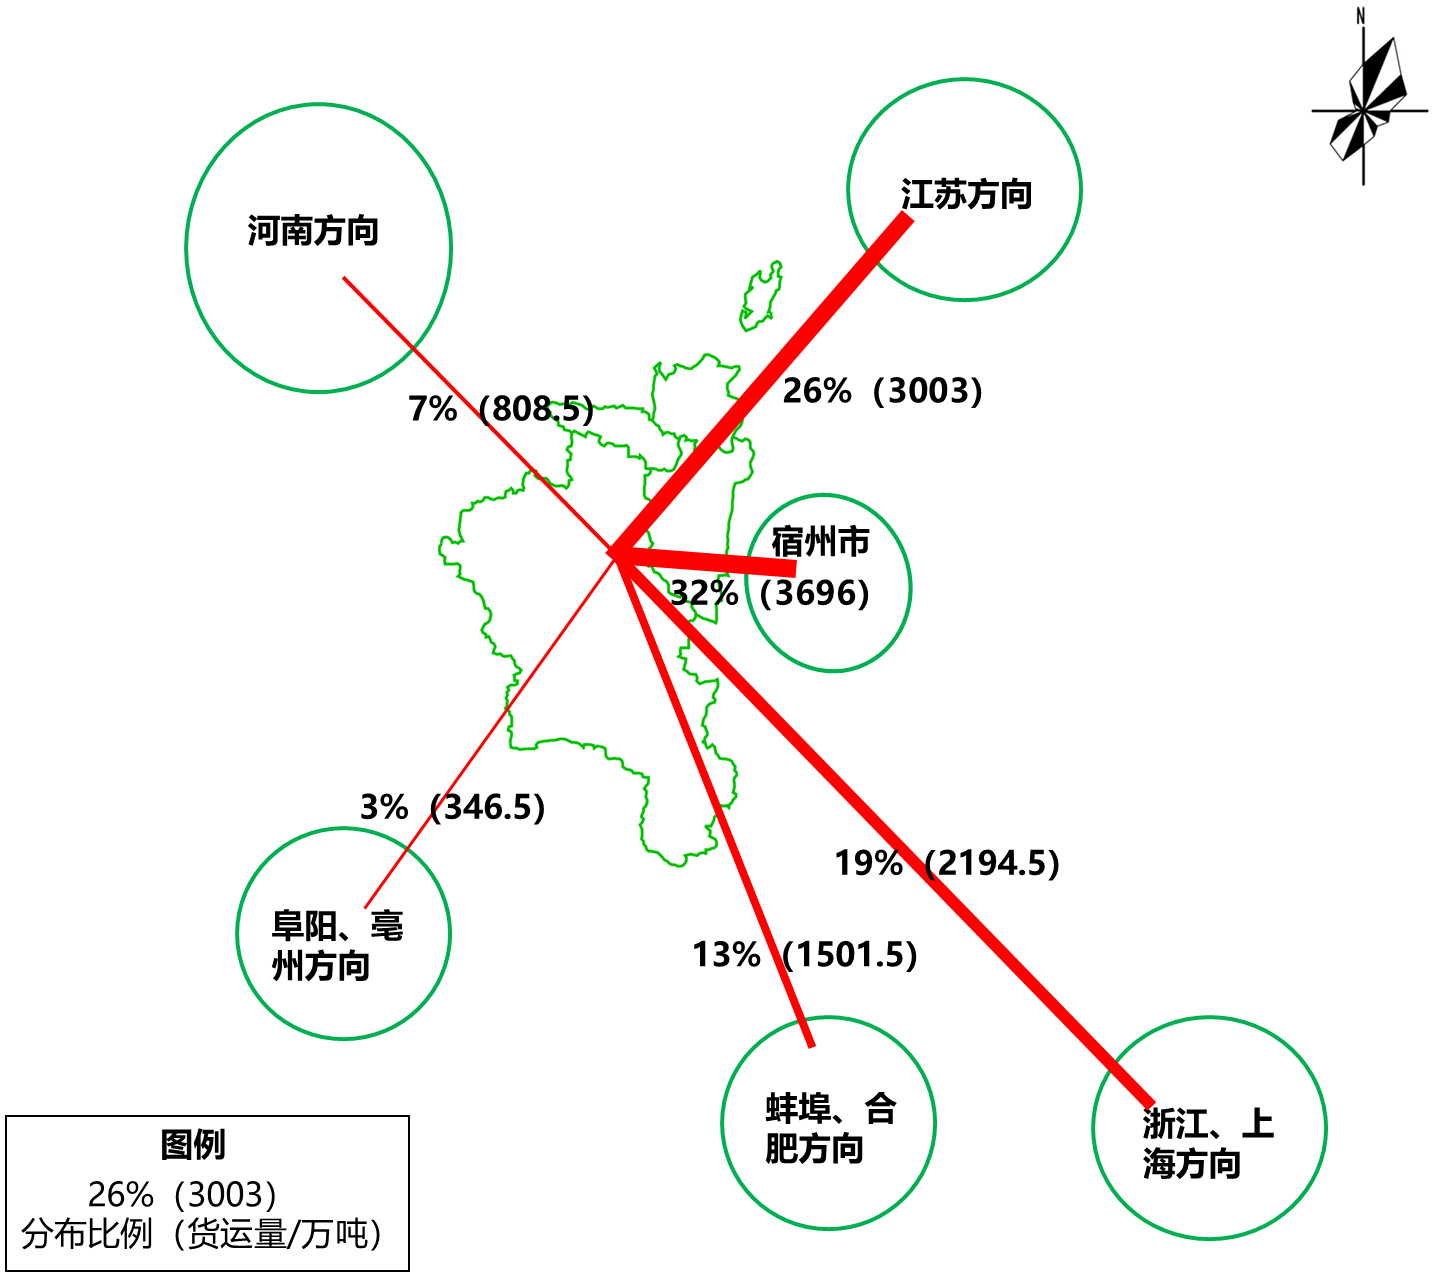 N
江苏方向
河南方向
26%（3003）
7%（808.5）
宿州市
32%（3696）
3%（346.5）
19%（2194.5）
阜阳、亳
州方向
13%（1501.5）
蚌埠、合
肥方向
浙江、上
海方向
图例
26%（3003）
分布比例（货运量/万吨）